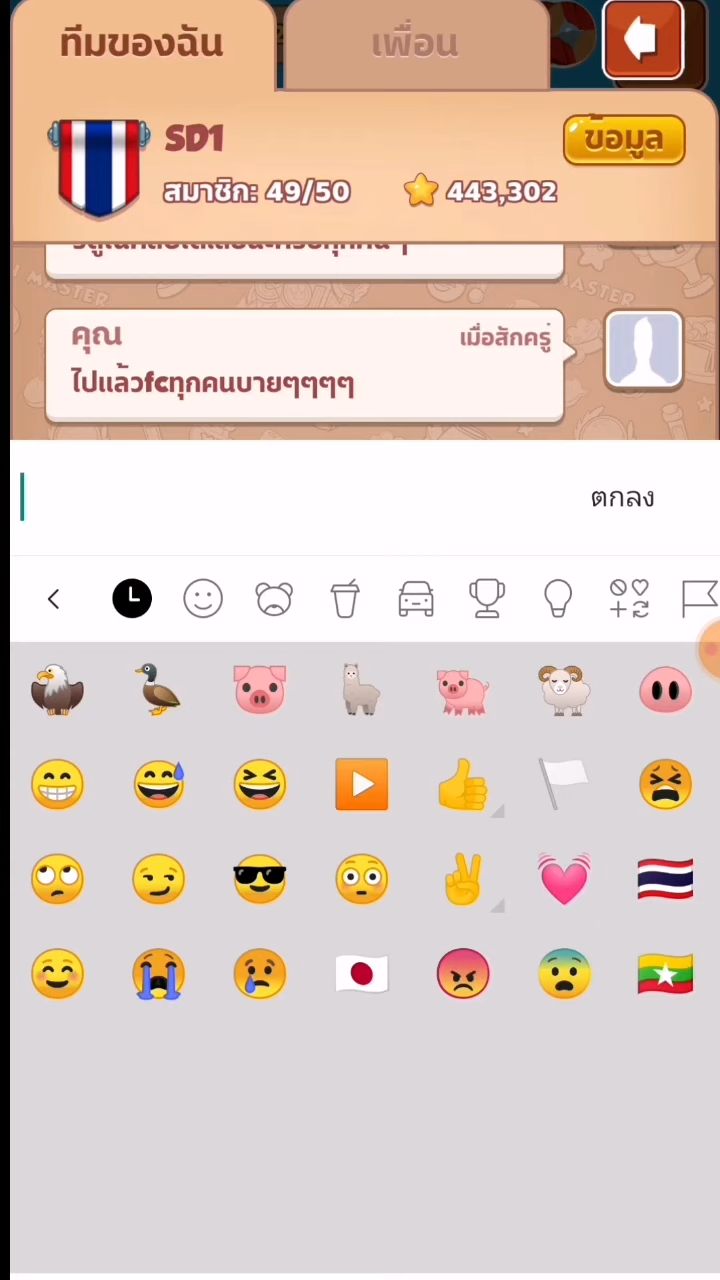 ทีมของฉัน
เพื่อน
SD1
ข้อมูล
สมาชิก: 49/50
443,302
MASTER
MASTER
คุณ
เมื่อสักครู่
ไปแล้วfcทุกคนบายๆๆๆๆ
ตกลง